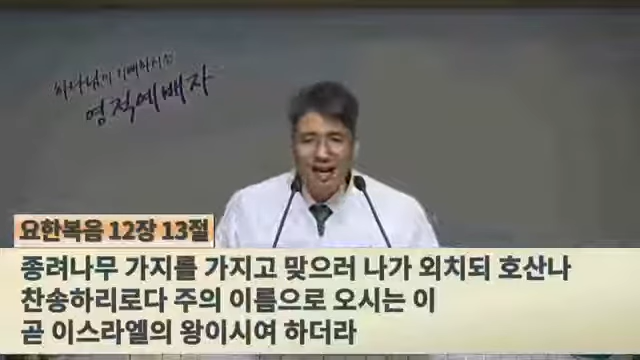 하나님이 기뻐하시는
영적예배자
요한복음 12장 13절
종려나무 가지를 가지고 맞으러 나가 외치되 호산나
찬송하리로다 주의 이름으로 오시는 이
곧 이스라엘의 왕이시여 하더라